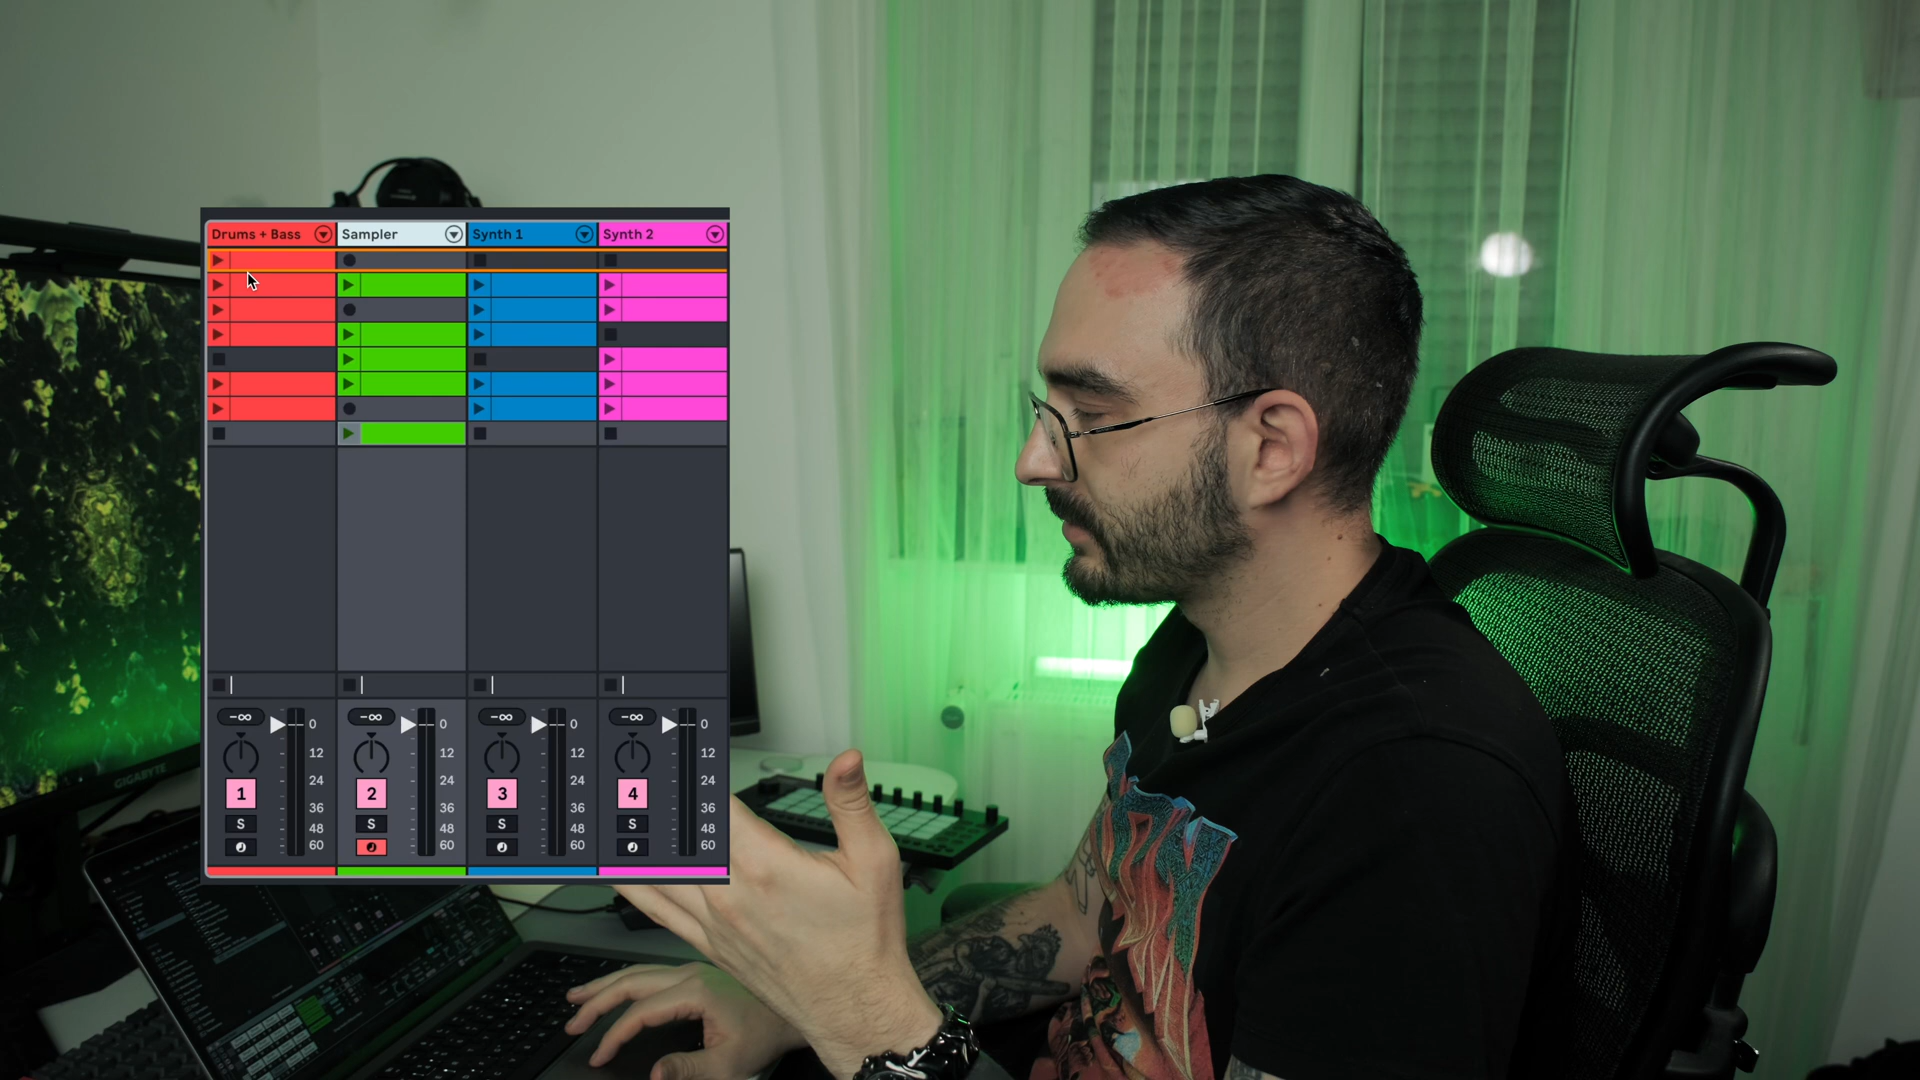 Drums + Bass Sampler Synth 1 Synth 2
-∞ 0 -∞ 0 -∞ 0 -∞ 0
12 12 12 12
24 24 24 24
1 2 3 4
36 36 36 36
S S S S
48 48 48 48
60 60 60 60
GIGABYTE